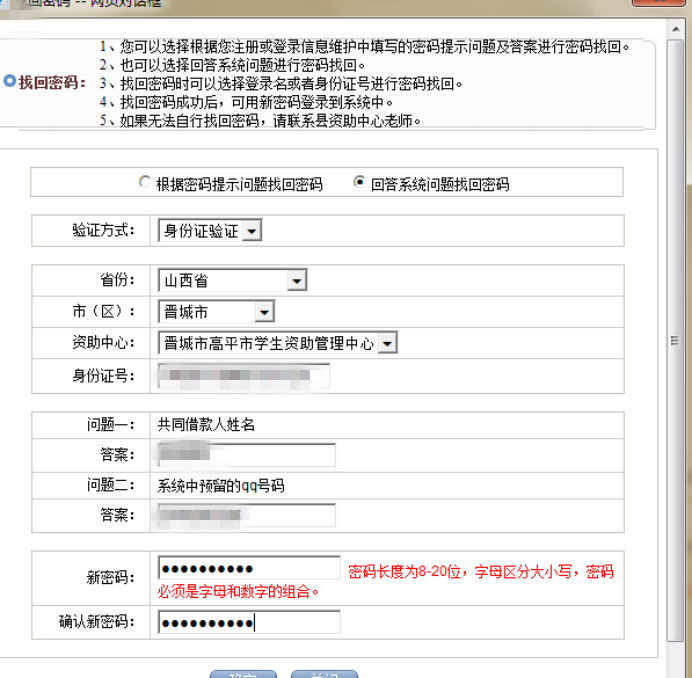 回密码 -- 网页对话框
找回密码：
1、您可以选择根据您注册或登录信息维护中填写的密码提示问题及答案进行密码找回。
2、也可以选择回答系统问题进行密码找回。
3、找回密码时可以选择登录名或者身份证号进行密码找回。
4、找回密码成功后，可用新密码登录到系统中。
5、如果无法自行找回密码，请联系县资助中心老师。
根据密码提示问题找回密码 回答系统问题找回密码
验证方式： 身份证验证
省份： 山西省
市（区）： 晋城市
资助中心： 晋城市高平市学生资助管理中心
身份证号：
问题一： 共同借款人姓名
答案：
问题二： 系统中预留的qq号码
答案：
新密码： ●●●●●●●●●● 密码长度为8-20位，字母区分大小写，密码
必须是字母和数字的组合。
确认新密码： ●●●●●●●●●●